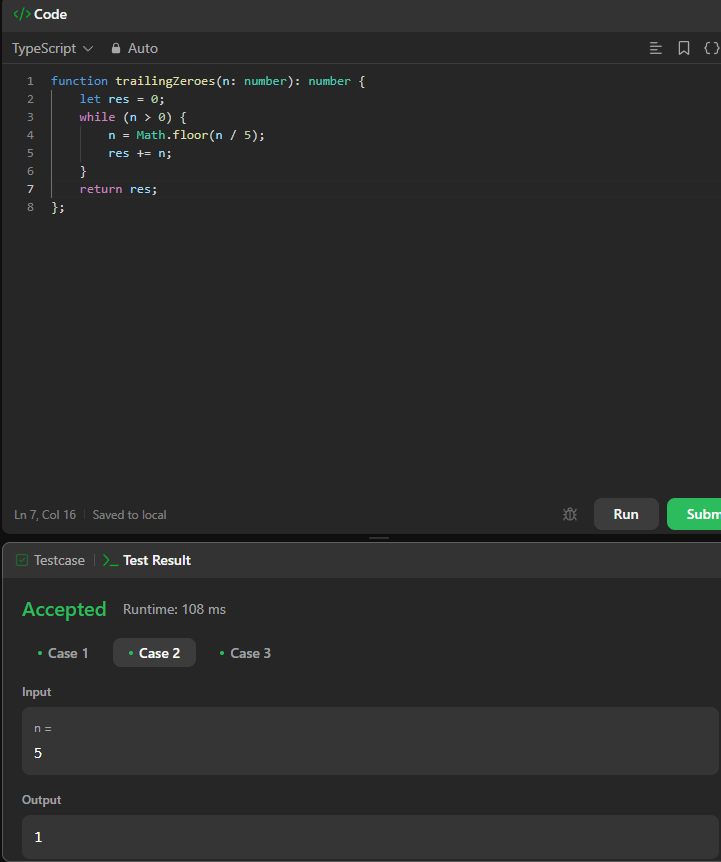 </> Code
TypeScript Auto
1 function trailingZeroes(n: number): number {
2     let res = 0;
3     while (n > 0) {
4         n = Math.floor(n / 5);
5         res += n;
6     }
7     return res;
8 };
Ln 7, Col 16 Saved to local
Run Subm
Testcase >_ Test Result
Accepted Runtime: 108 ms
Case 1 Case 2 Case 3
Input
n =
5
Output
1